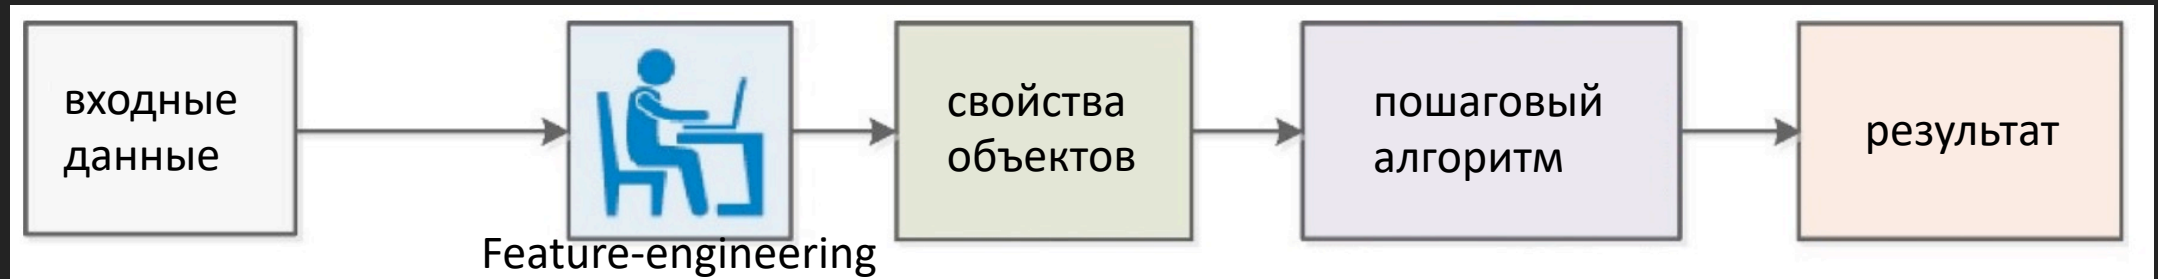 входные
данные
Feature-engineering
свойства
объектов
пошаговый
алгоритм
результат